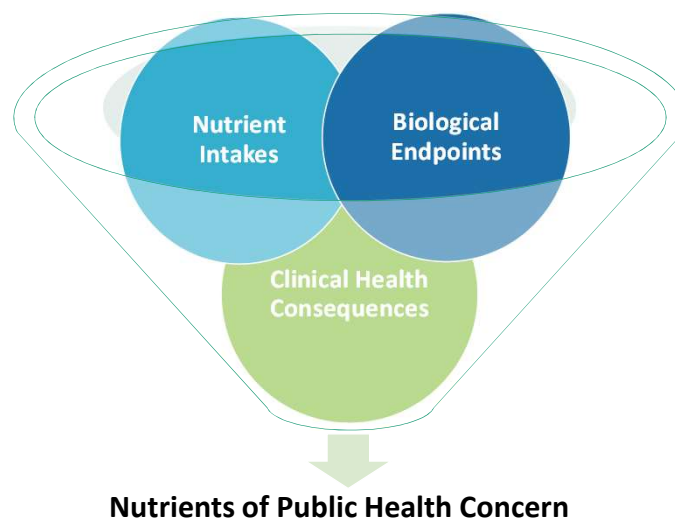 Nutrient
Intakes
Biological
Endpoints
Clinical Health
Consequences
Nutrients of Public Health Concern